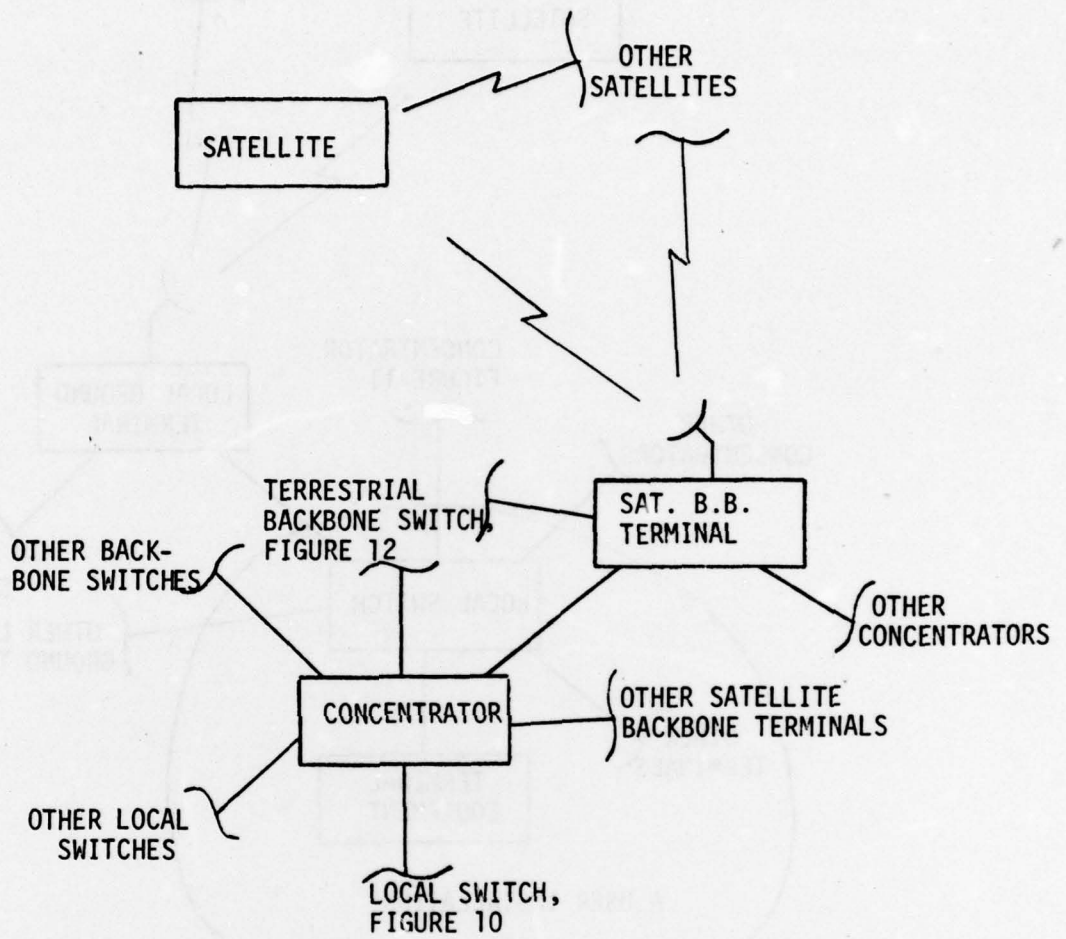 OTHER
SATELLITES
SATELLITE
TERRESTRIAL
BACKBONE SWITCH,
FIGURE 12
SAT. B.B.
TERMINAL
OTHER BACK-
BONE SWITCHES
OTHER
CONCENTRATORS
CONCENTRATOR
OTHER SATELLITE
BACKBONE TERMINALS
OTHER LOCAL
SWITCHES
LOCAL SWITCH,
FIGURE 10